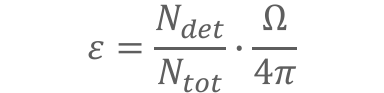 ε = N_det / N_tot · Ω / 4π